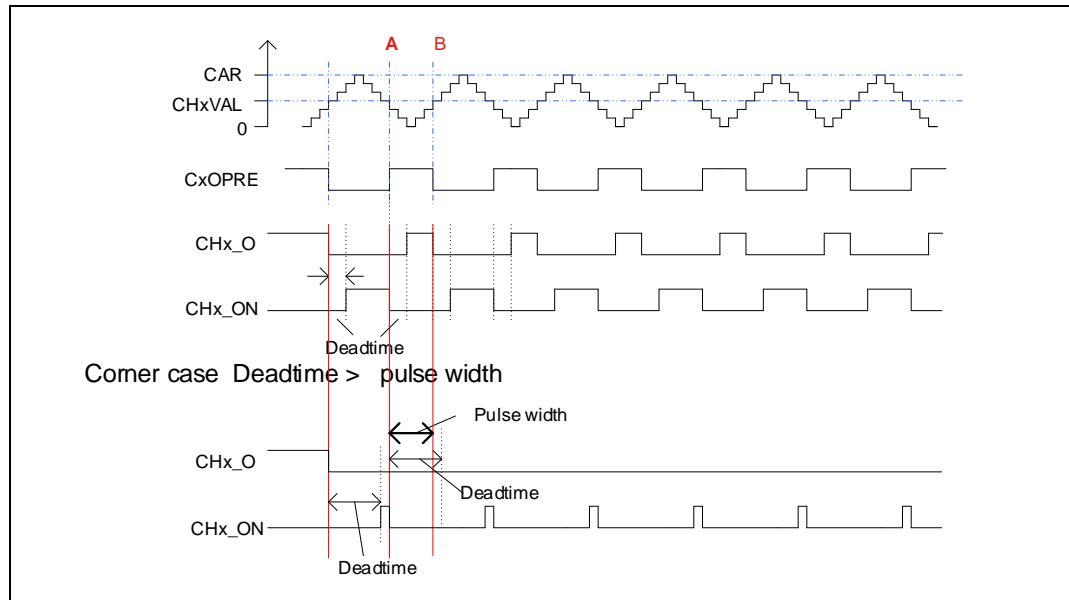 A B
CAR
CHxVAL
0
CxOPRE
CHx_O
CHx_ON
Deadtime
Corner case Deadtime > pulse width
Pulse width
CHx_O
Deadtime
CHx_ON
Deadtime